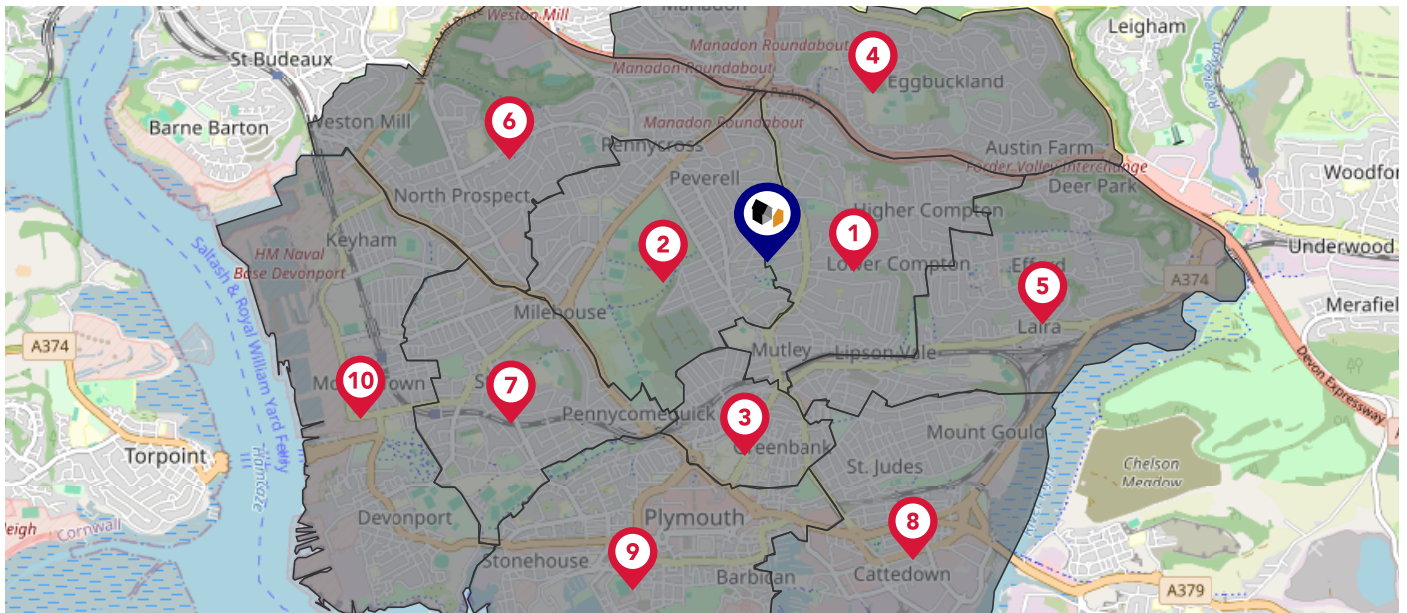 Manadon
Weston Mill
Leigham
Manadon Roundabout
4
St Budeaux
Manadon Roundabout
Eggbuckland
The Parkway
6
Barne Barton
Weston Mill
Manadon Roundabout
Pennycross
Austin Farm
Forder Valley Interchange
Woodfor
Peverell
Deer Park
North Prospect
Higher Compton
Keyham
2
1
Underwood
HM Naval
Base Devonport
Lower Compton
Efford
A374
5
Saltash & Royal William Yard Ferry
Milehouse
Merafiel
Laira
A374
Mutley
Lipson Vale
Devon Expressway
10
7
Pennycomequick
3
Greenbank
Mount Gould
Torpoint
Hamoaze
St. Judes
Chelson
Meadow
Devonport
Plymouth
8
eigh
Cornwall
9
Stonehouse
Barbican
Cattedown
A379